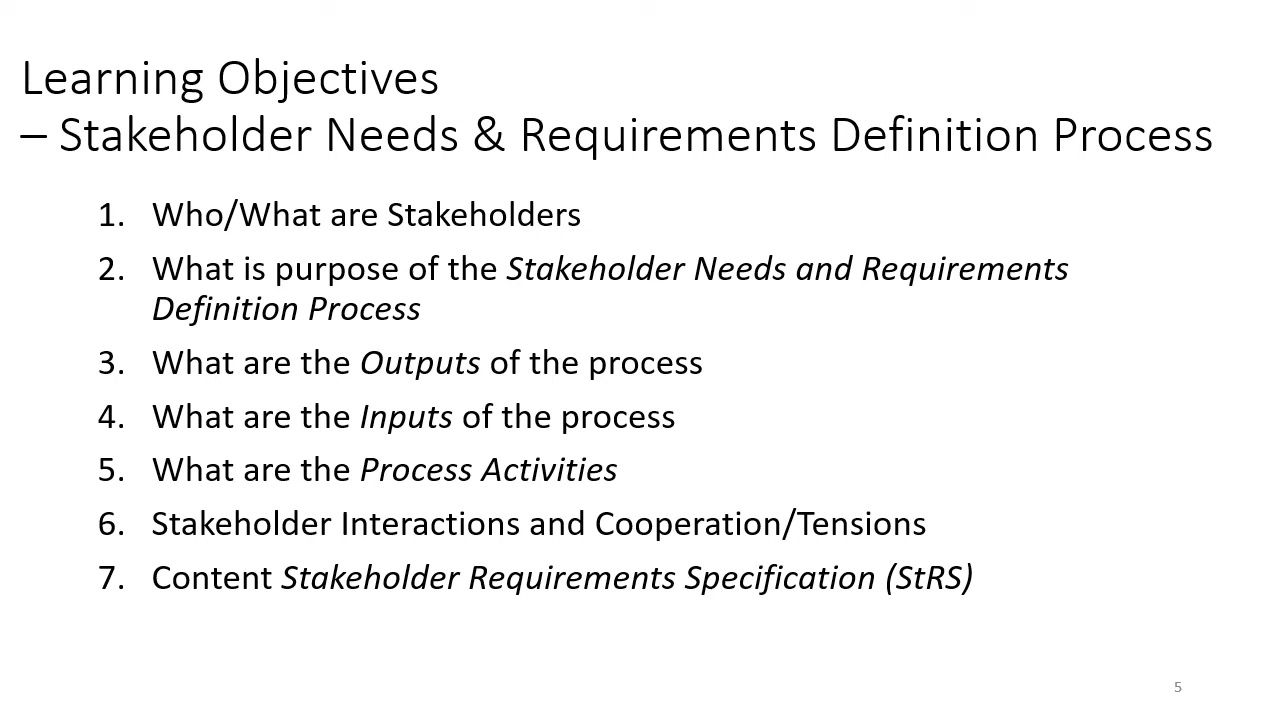 Learning Objectives
– Stakeholder Needs & Requirements Definition Process
1. Who/What are Stakeholders
2. What is purpose of the Stakeholder Needs and Requirements
Definition Process
3. What are the Outputs of the process
4. What are the Inputs of the process
5. What are the Process Activities
6. Stakeholder Interactions and Cooperation/Tensions
7. Content Stakeholder Requirements Specification (StRS)
5